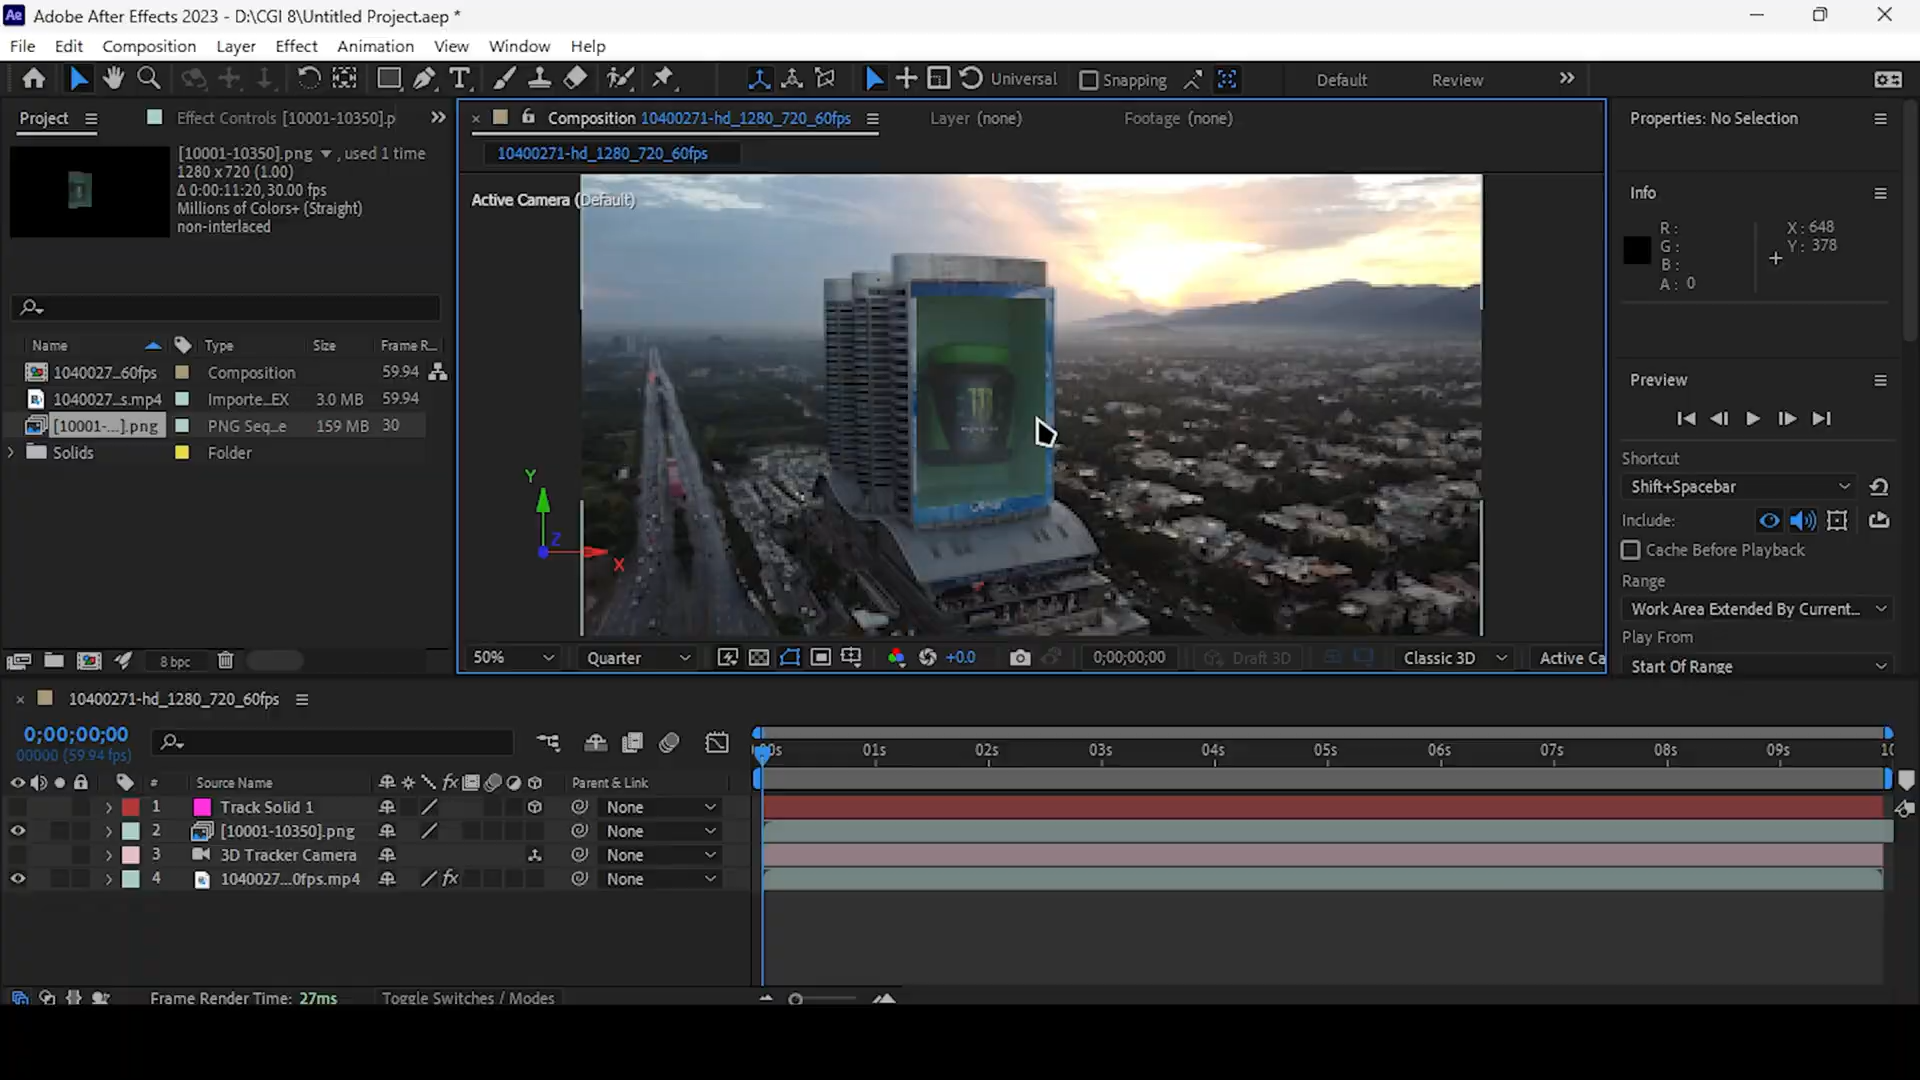 Ae Adobe After Effects 2023 - D:\CGI 8\Untitled Project.aep *
File Edit Composition Layer Effect Animation View Window Help
Universal Snapping Default Review
Project Effect Controls [10001-10350].p
Composition 10400271-hd_1280_720_60fps Layer (none) Footage (none)
10400271-hd_1280_720_60fps
[10001-10350].png , used 1 time
1280 x 720 (1.00)
Δ 0:00:11:20, 30.00 fps
Millions of Colors+ (Straight)
non-interlaced
Name Type Size Frame R...
1040027...60fps Composition 59.94
1040027...s.mp4 Importe...EX 3.0 MB 59.94
[10001-...].png PNG Seq...e 159 MB 30
Solids Folder
8 bpc
Active Camera (Default)
Y
Z
X
50% Quarter +0.0 0;00;00;00 Draft 3D Classic 3D Active Ca
Properties: No Selection
Info
R :
G :
B :
A : 0
X : 648
Y : 378
Preview
Shortcut
Shift+Spacebar
Include:
Cache Before Playback
Range
Work Area Extended By Current...
Play From
Start Of Range
10400271-hd_1280_720_60fps
0;00;00;00
00000 (59.94 fps)
00s 01s 02s 03s 04s 05s 06s 07s 08s 09s 10
# Source Name fx Parent & Link
1 Track Solid 1 None
2 [10001-10350].png None
3 3D Tracker Camera None
4 1040027...0fps.mp4 fx None
Frame Render Time: 27ms Toggle Switches / Modes